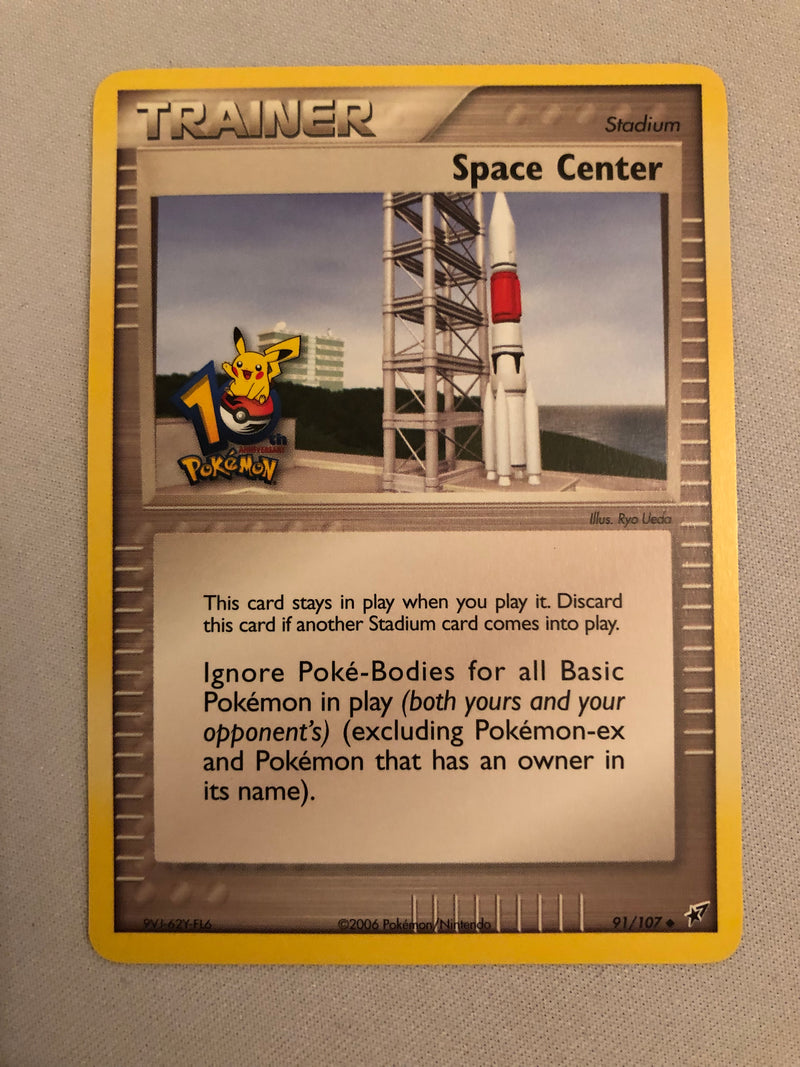 TRAINER
Stadium
Space Center
10th
ANNIVERSARY
POKéMON
Illus. Ryo Ueda
This card stays in play when you play it. Discard
this card if another Stadium card comes into play.
Ignore Poké-Bodies for all Basic
Pokémon in play (both yours and your
opponent's) (excluding Pokémon-ex
and Pokémon that has an owner in
its name).
9VJ-62Y-FL6
©2006 Pokémon/Nintendo
91/107